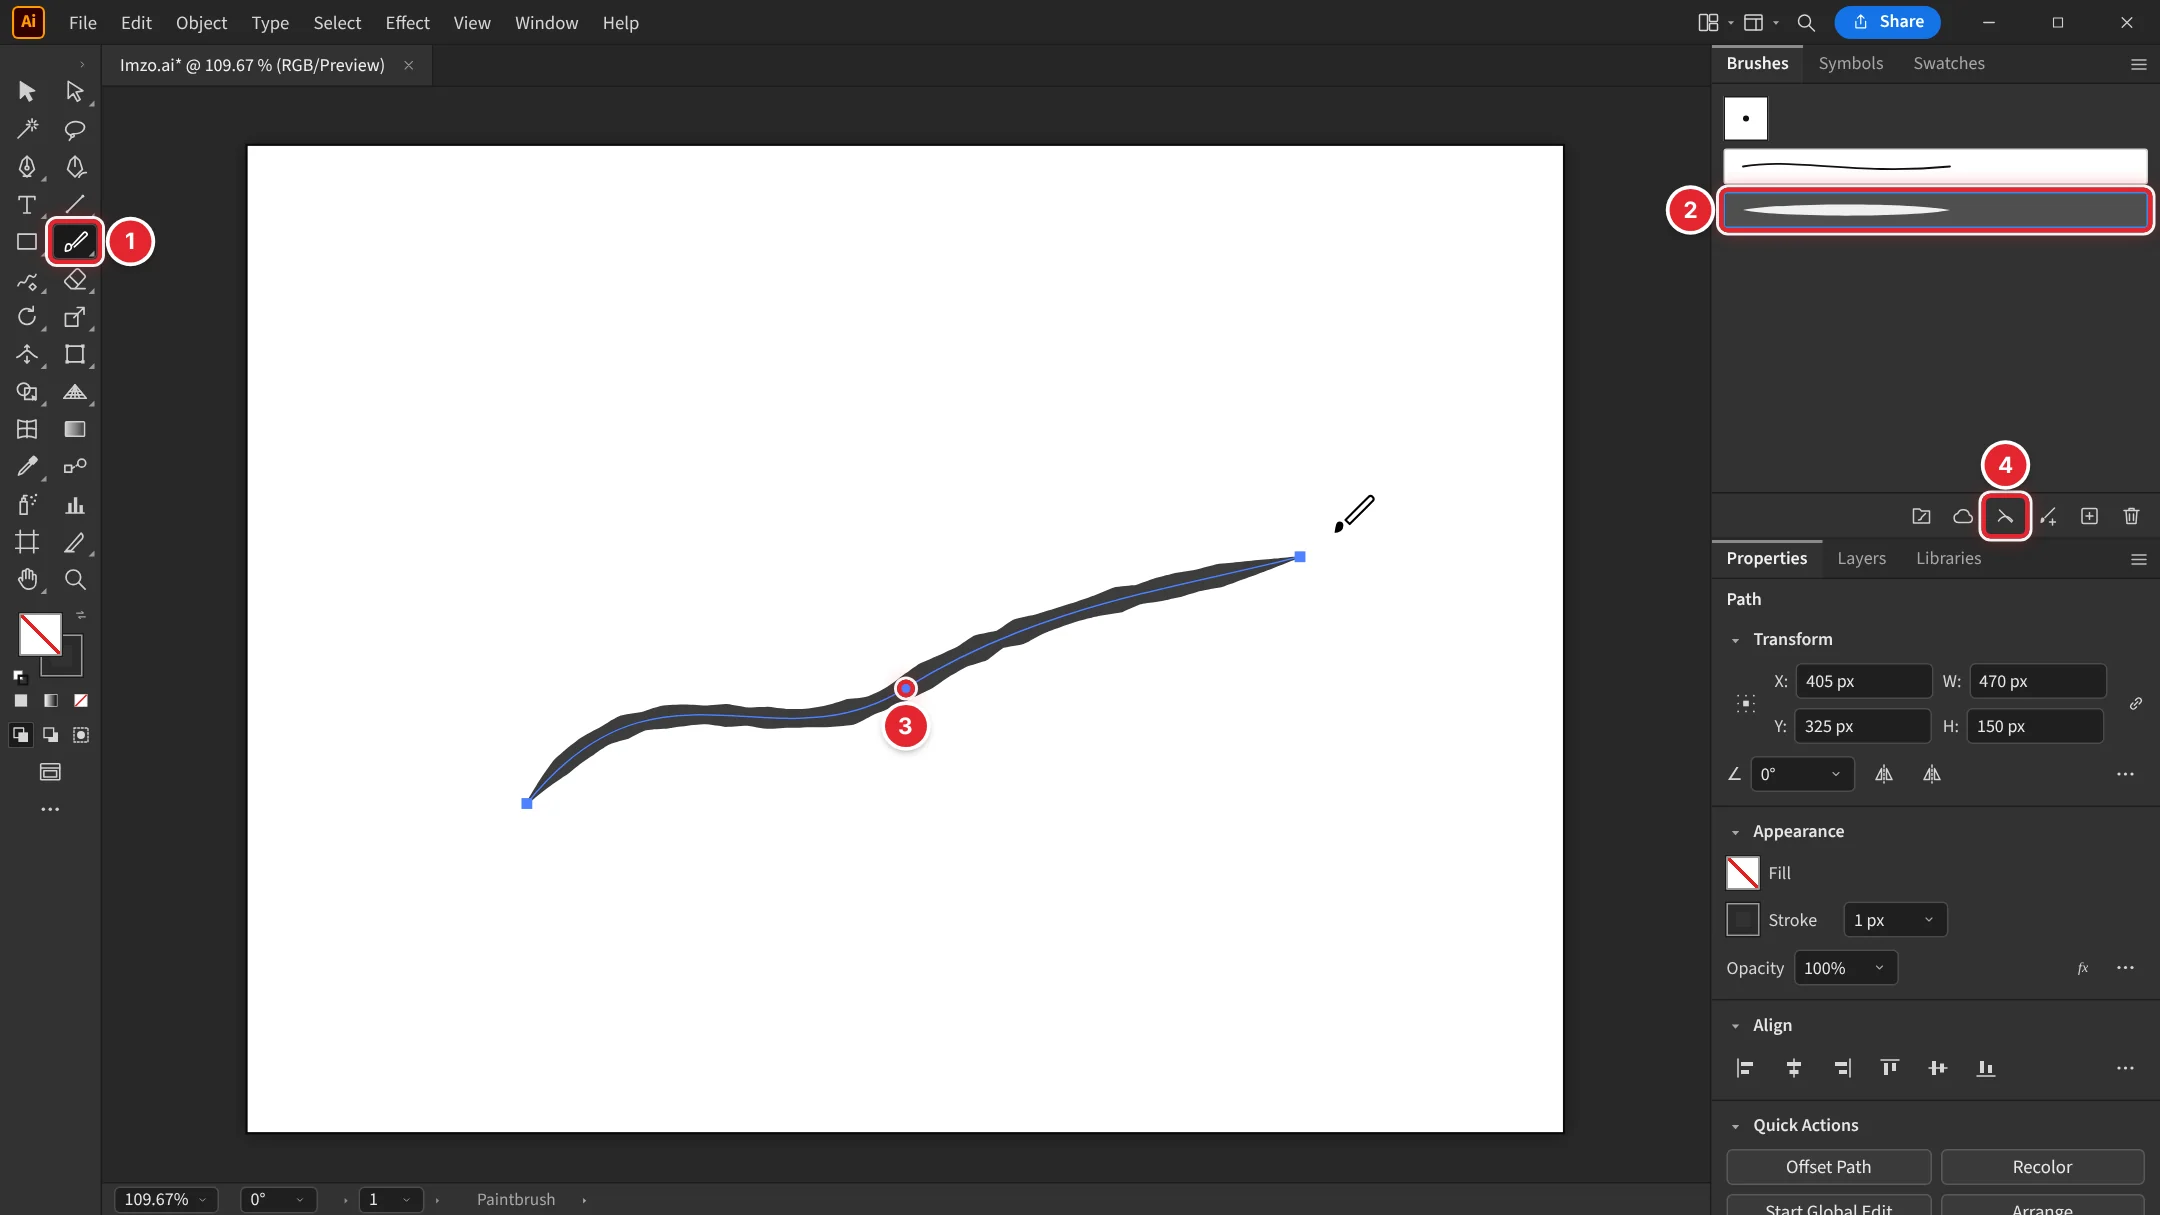 Ai File Edit Object Type Select Effect View Window Help Share
Imzo.ai* @ 109.67 % (RGB/Preview)
Brushes Symbols Swatches
1
2
3
4
Properties Layers Libraries
Path
Transform
X: 405 px W: 470 px
Y: 325 px H: 150 px
0°
Appearance
Fill
Stroke 1 px
Opacity 100% fx
Align
Quick Actions
Offset Path Recolor
Start Global Edit Arrange
109.67% 0° 1 Paintbrush